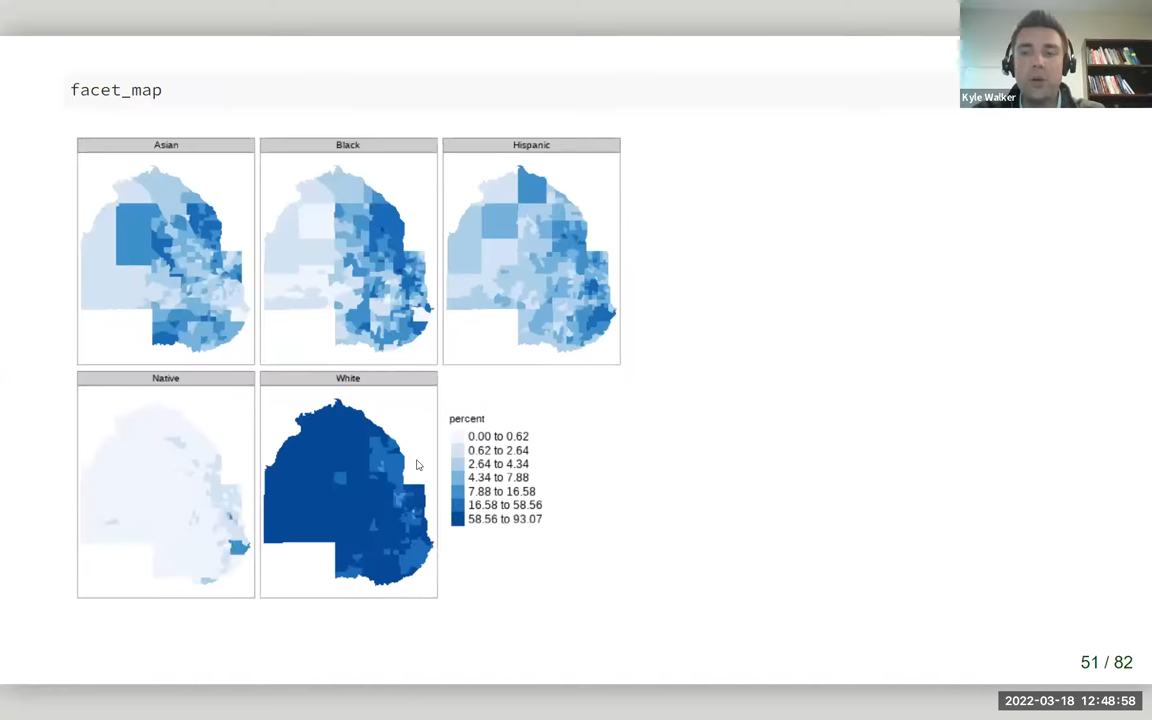 Kyle Walker
facet_map
Asian
Black
Hispanic
Native
White
percent
0.00 to 0.62
0.62 to 2.64
2.64 to 4.34
4.34 to 7.88
7.88 to 16.58
16.58 to 58.56
58.56 to 93.07
51 / 82
2022-03-18 12:48:58